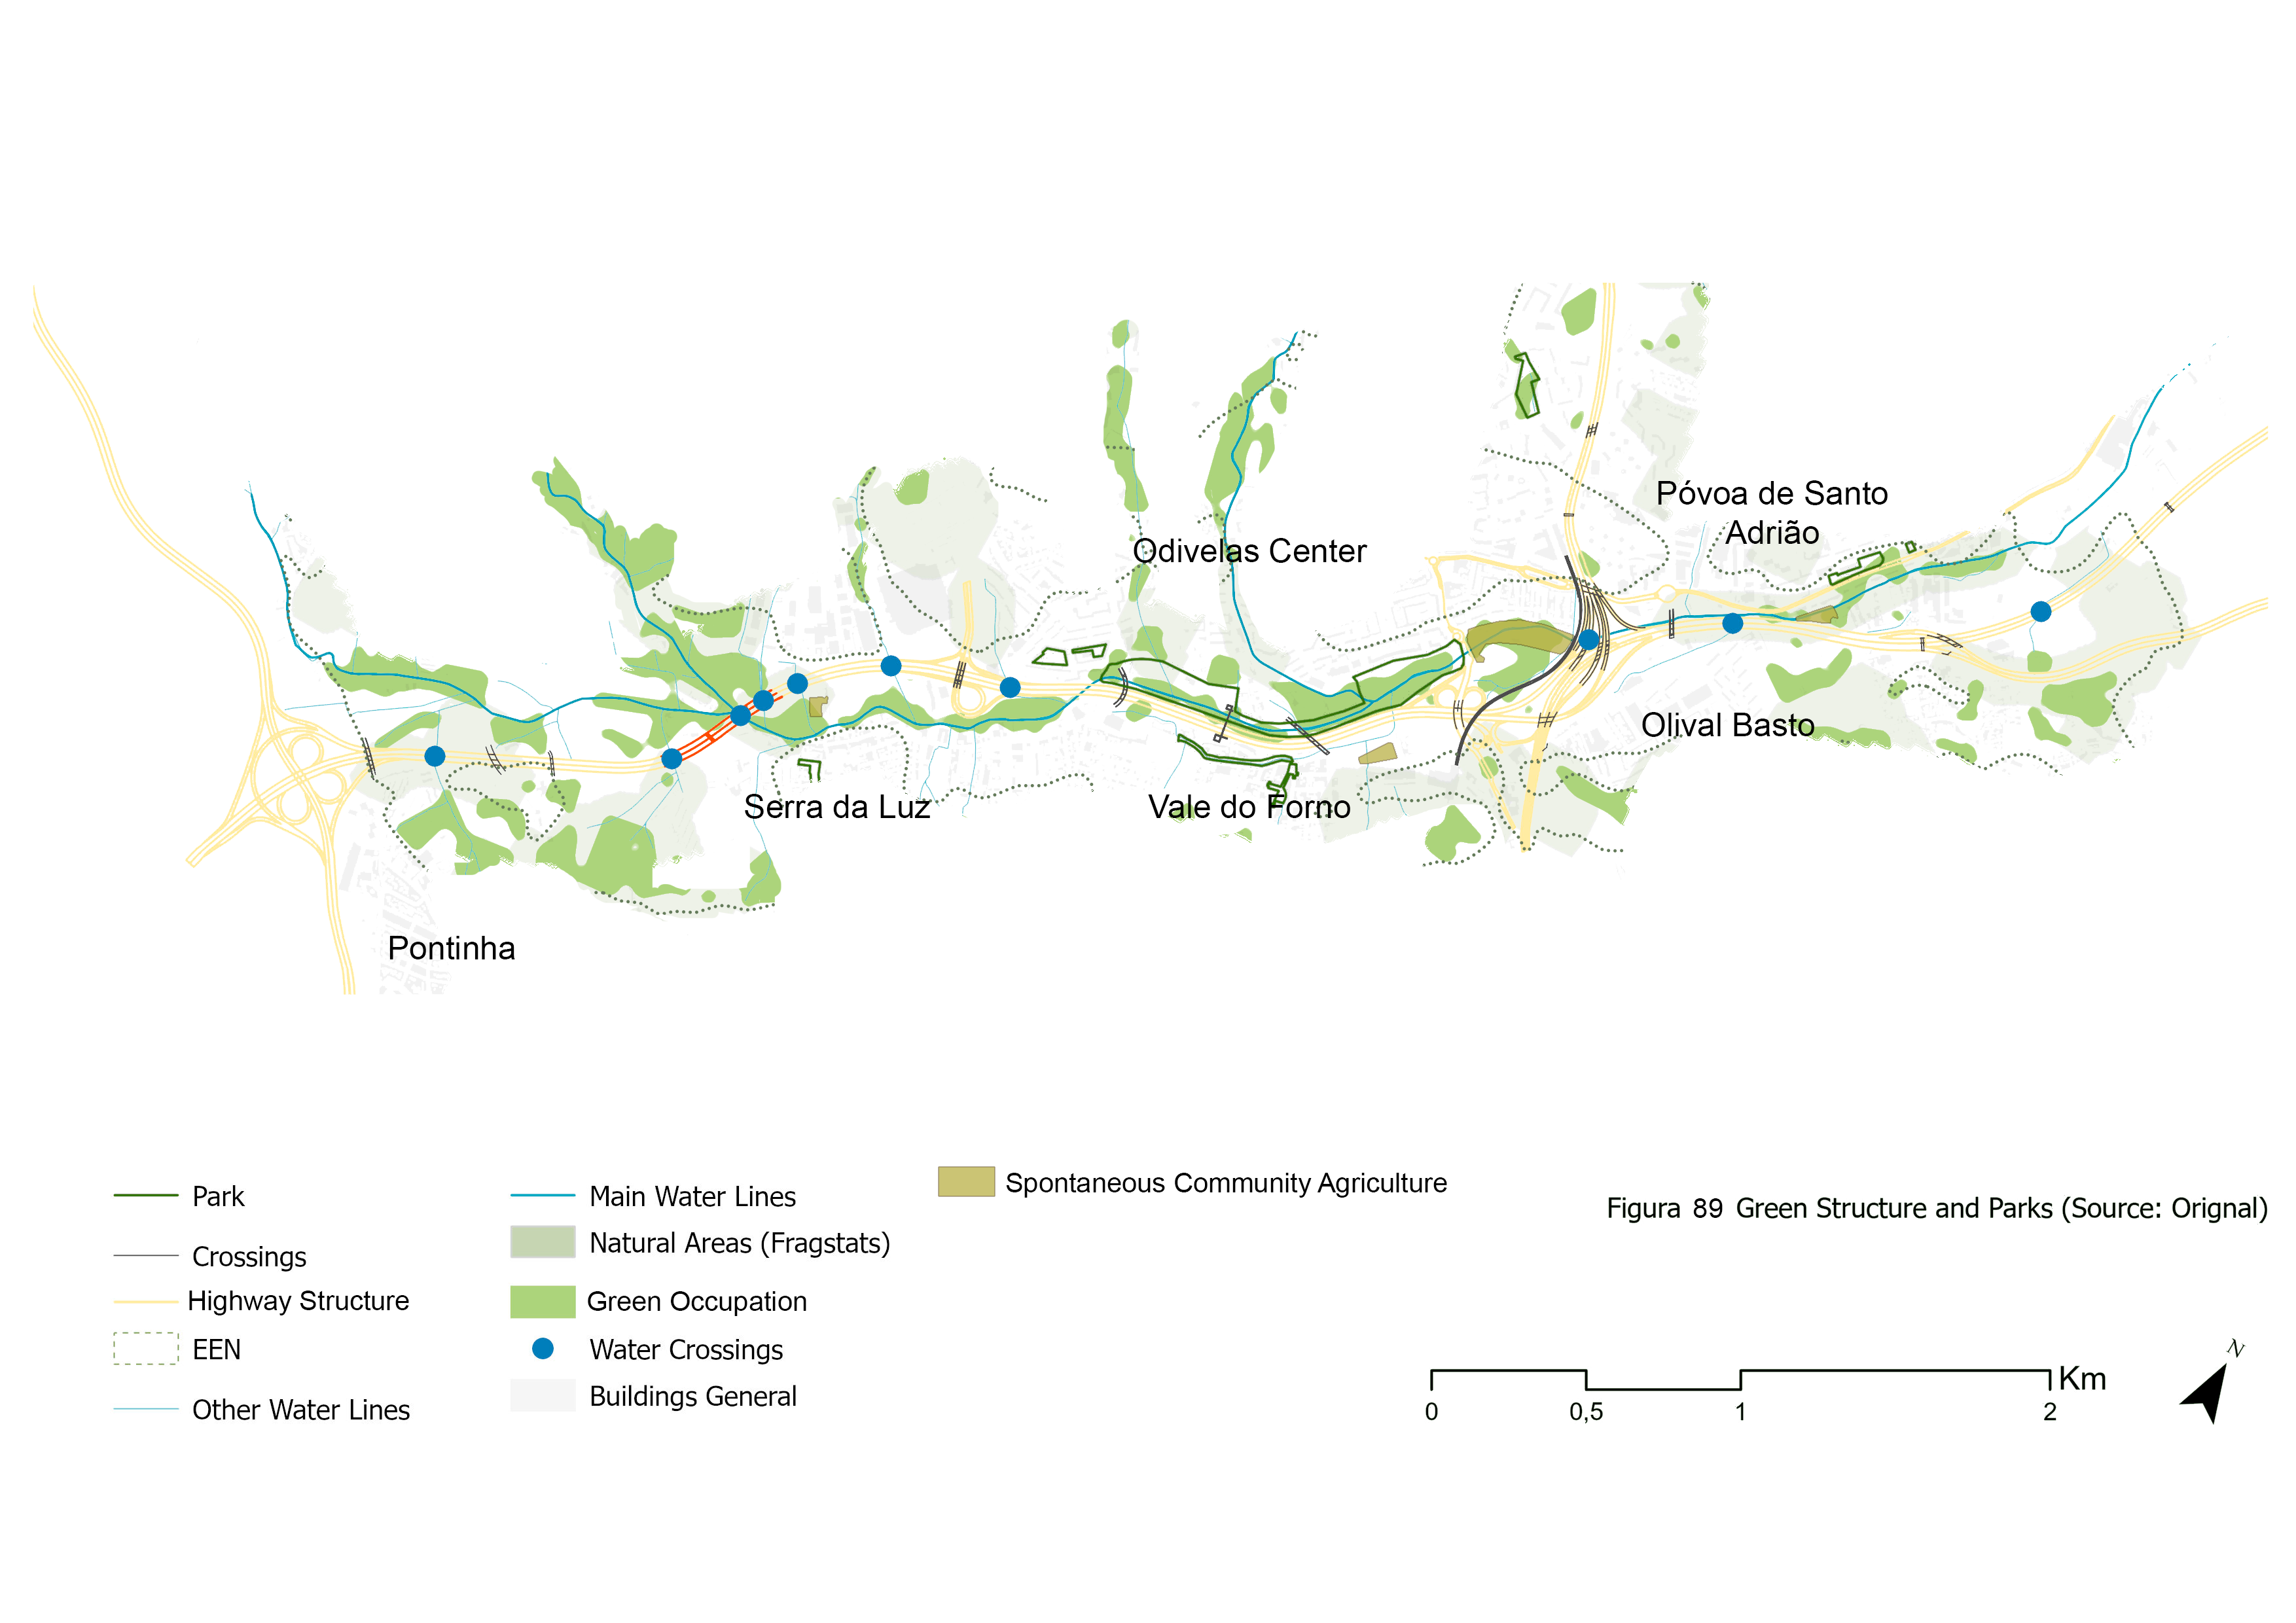 Póvoa de Santo
Adrião
Odivelas Center
Olival Basto
Serra da Luz
Vale do Forno
Pontinha
Park
Crossings
Highway Structure
EEN
Other Water Lines
Main Water Lines
Natural Areas (Fragstats)
Green Occupation
Water Crossings
Buildings General
Spontaneous Community Agriculture
Figura 89 Green Structure and Parks (Source: Orignal)
N
Km
0 0,5 1 2